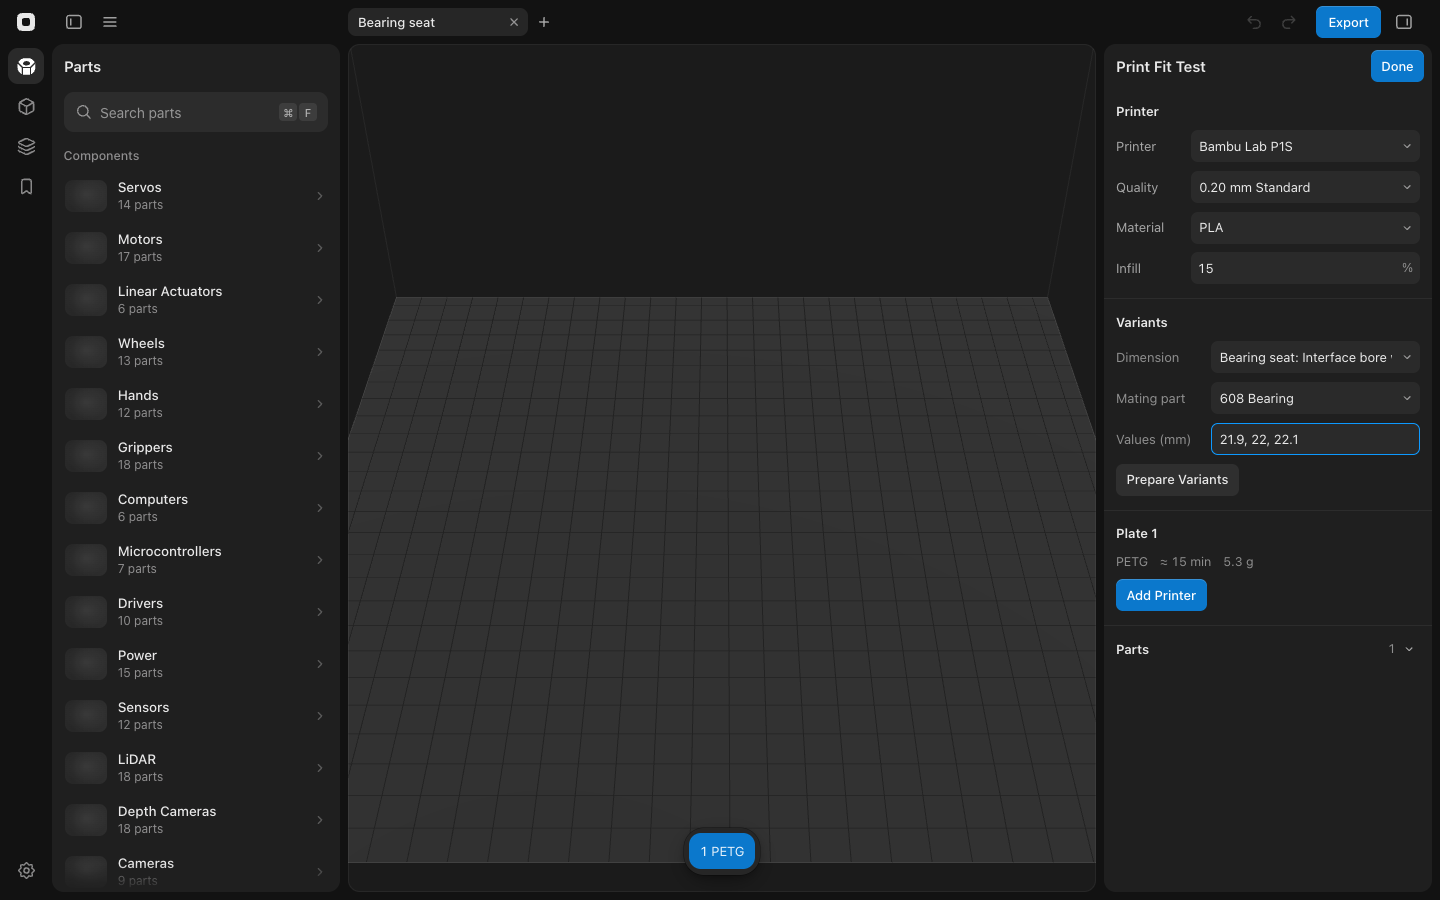 Bearing seat
Export
Parts
Search parts
⌘ F
Components
Servos
14 parts
Motors
17 parts
Linear Actuators
6 parts
Wheels
13 parts
Hands
12 parts
Grippers
18 parts
Computers
6 parts
Microcontrollers
7 parts
Drivers
10 parts
Power
15 parts
Sensors
12 parts
LiDAR
18 parts
Depth Cameras
18 parts
Cameras
9 parts
1 PETG
Print Fit Test
Done
Printer
Printer Bambu Lab P1S
Quality 0.20 mm Standard
Material PLA
Infill 15 %
Variants
Dimension Bearing seat: Interface bore
Mating part 608 Bearing
Values (mm) 21.9, 22, 22.1
Prepare Variants
Plate 1
PETG ≈ 15 min 5.3 g
Add Printer
Parts 1